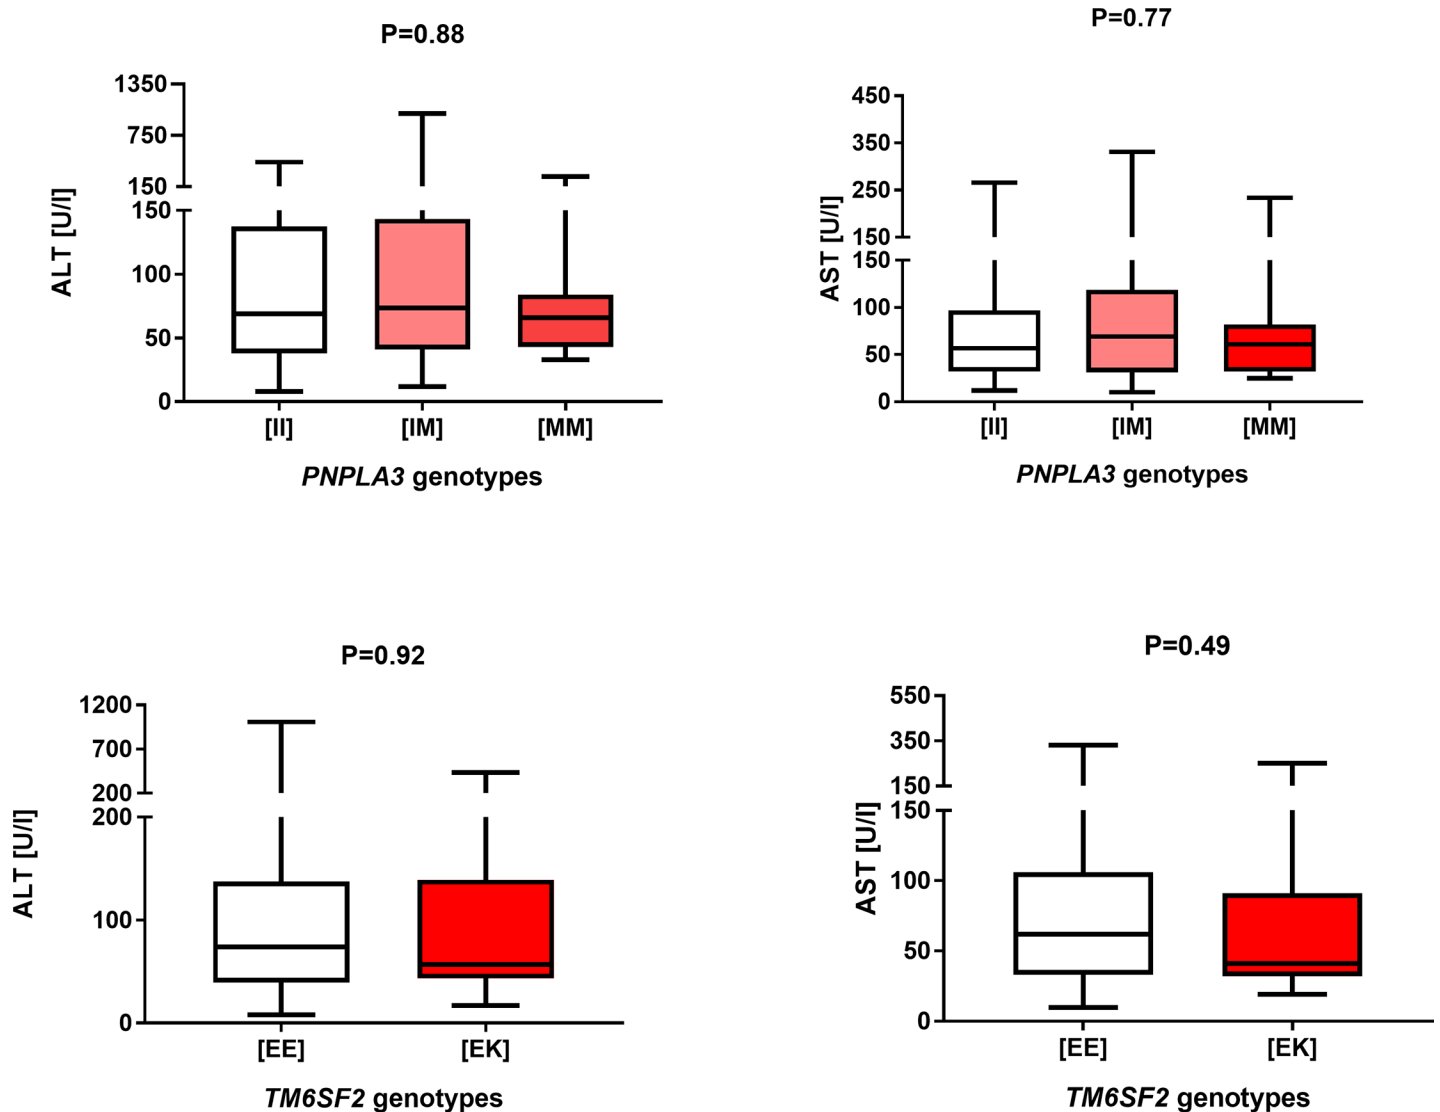 P=0.88
1350
750
150
150
100
50
0
ALT [U/l]
[II] [IM] [MM]
PNPLA3 genotypes
P=0.77
450
350
250
150
150
100
50
0
AST [U/l]
[II] [IM] [MM]
PNPLA3 genotypes
P=0.92
1200
700
200
200
100
0
ALT [U/l]
[EE] [EK]
TM6SF2 genotypes
P=0.49
550
350
150
150
100
50
0
AST [U/l]
[EE] [EK]
TM6SF2 genotypes